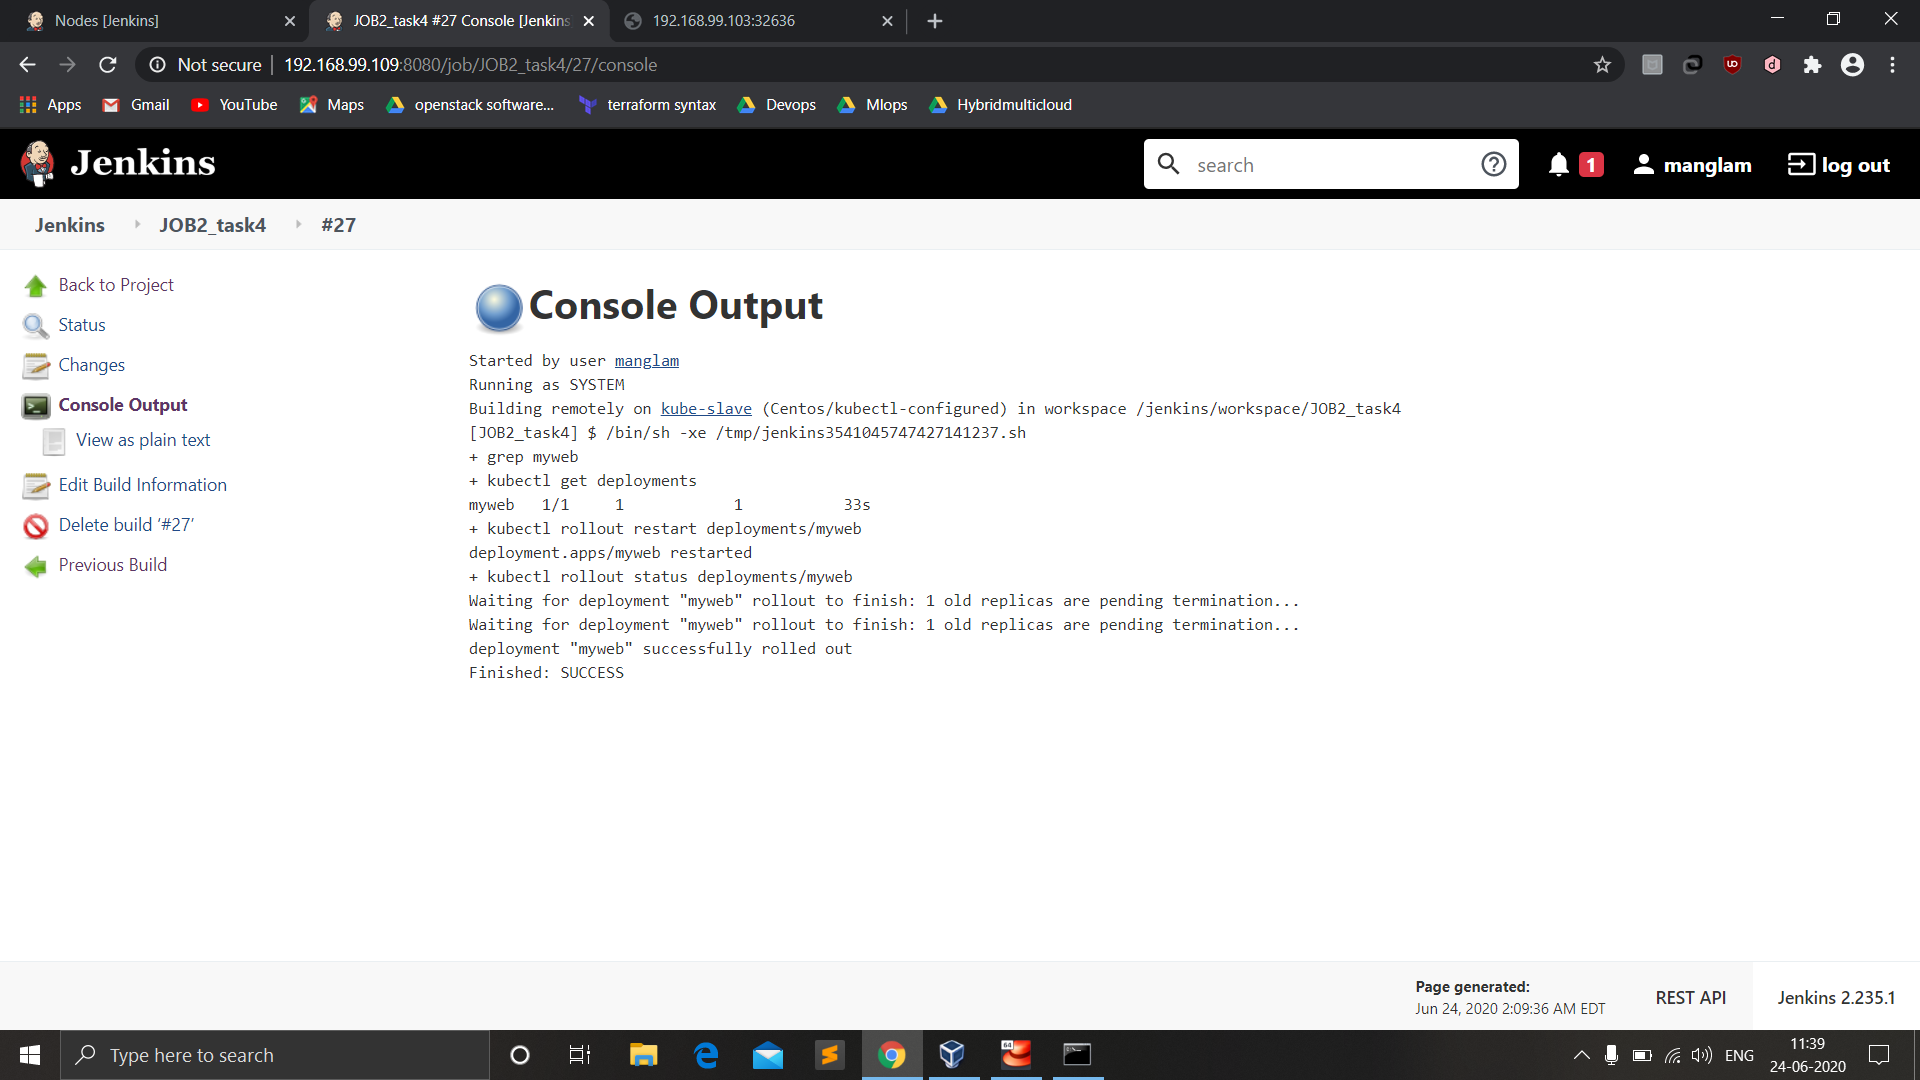 Nodes [Jenkins]
JOB2_task4 #27 Console [Jenkins
192.168.99.103:32636
Not secure
192.168.99.109:8080/job/JOB2_task4/27/console
Apps
Gmail
YouTube
Maps
openstack software...
terraform syntax
Devops
Mlops
Hybridmulticloud
Jenkins
search
1
manglam
log out
Jenkins
JOB2_task4
#27
Back to Project
Status
Changes
Console Output
View as plain text
Edit Build Information
Delete build '#27'
Previous Build
Console Output
Started by user manglam
Running as SYSTEM
Building remotely on kube-slave (Centos/kubectl-configured) in workspace /jenkins/workspace/JOB2_task4
[JOB2_task4] $ /bin/sh -xe /tmp/jenkins3541045747427141237.sh
+ grep myweb
+ kubectl get deployments
myweb   1/1     1            1           33s
+ kubectl rollout restart deployments/myweb
deployment.apps/myweb restarted
+ kubectl rollout status deployments/myweb
Waiting for deployment "myweb" rollout to finish: 1 old replicas are pending termination...
Waiting for deployment "myweb" rollout to finish: 1 old replicas are pending termination...
deployment "myweb" successfully rolled out
Finished: SUCCESS
Page generated:
Jun 24, 2020 2:09:36 AM EDT
REST API
Jenkins 2.235.1
Type here to search
64
ENG
11:39
24-06-2020